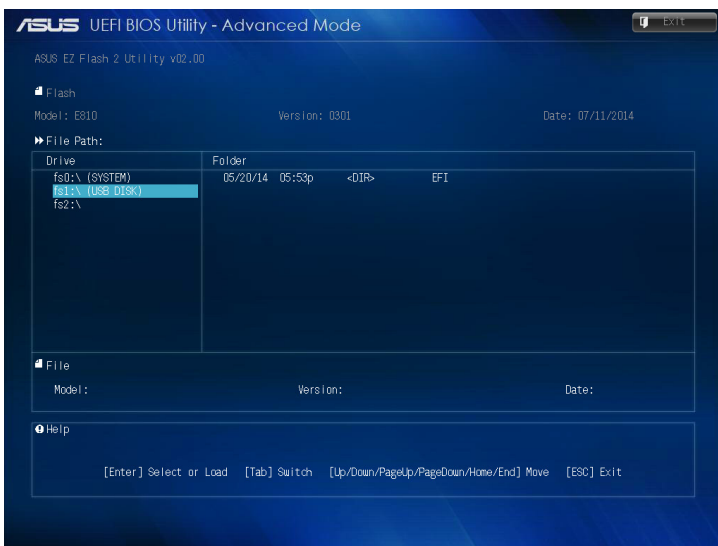 ASUS UEFI BIOS Utility - Advanced Mode
Exit
ASUS EZ Flash 2 Utility v02.00
Flash
Model: E810 Version: 0301 Date: 07/11/2014
File Path:
Drive Folder
fs0:\ (SYSTEM) 05/20/14 05:53p <DIR> EFI
fs1:\ (USB DISK)
fs2:\
File
Model: Version: Date:
Help
[Enter] Select or Load [Tab] Switch [Up/Down/PageUp/PageDown/Home/End] Move [ESC] Exit